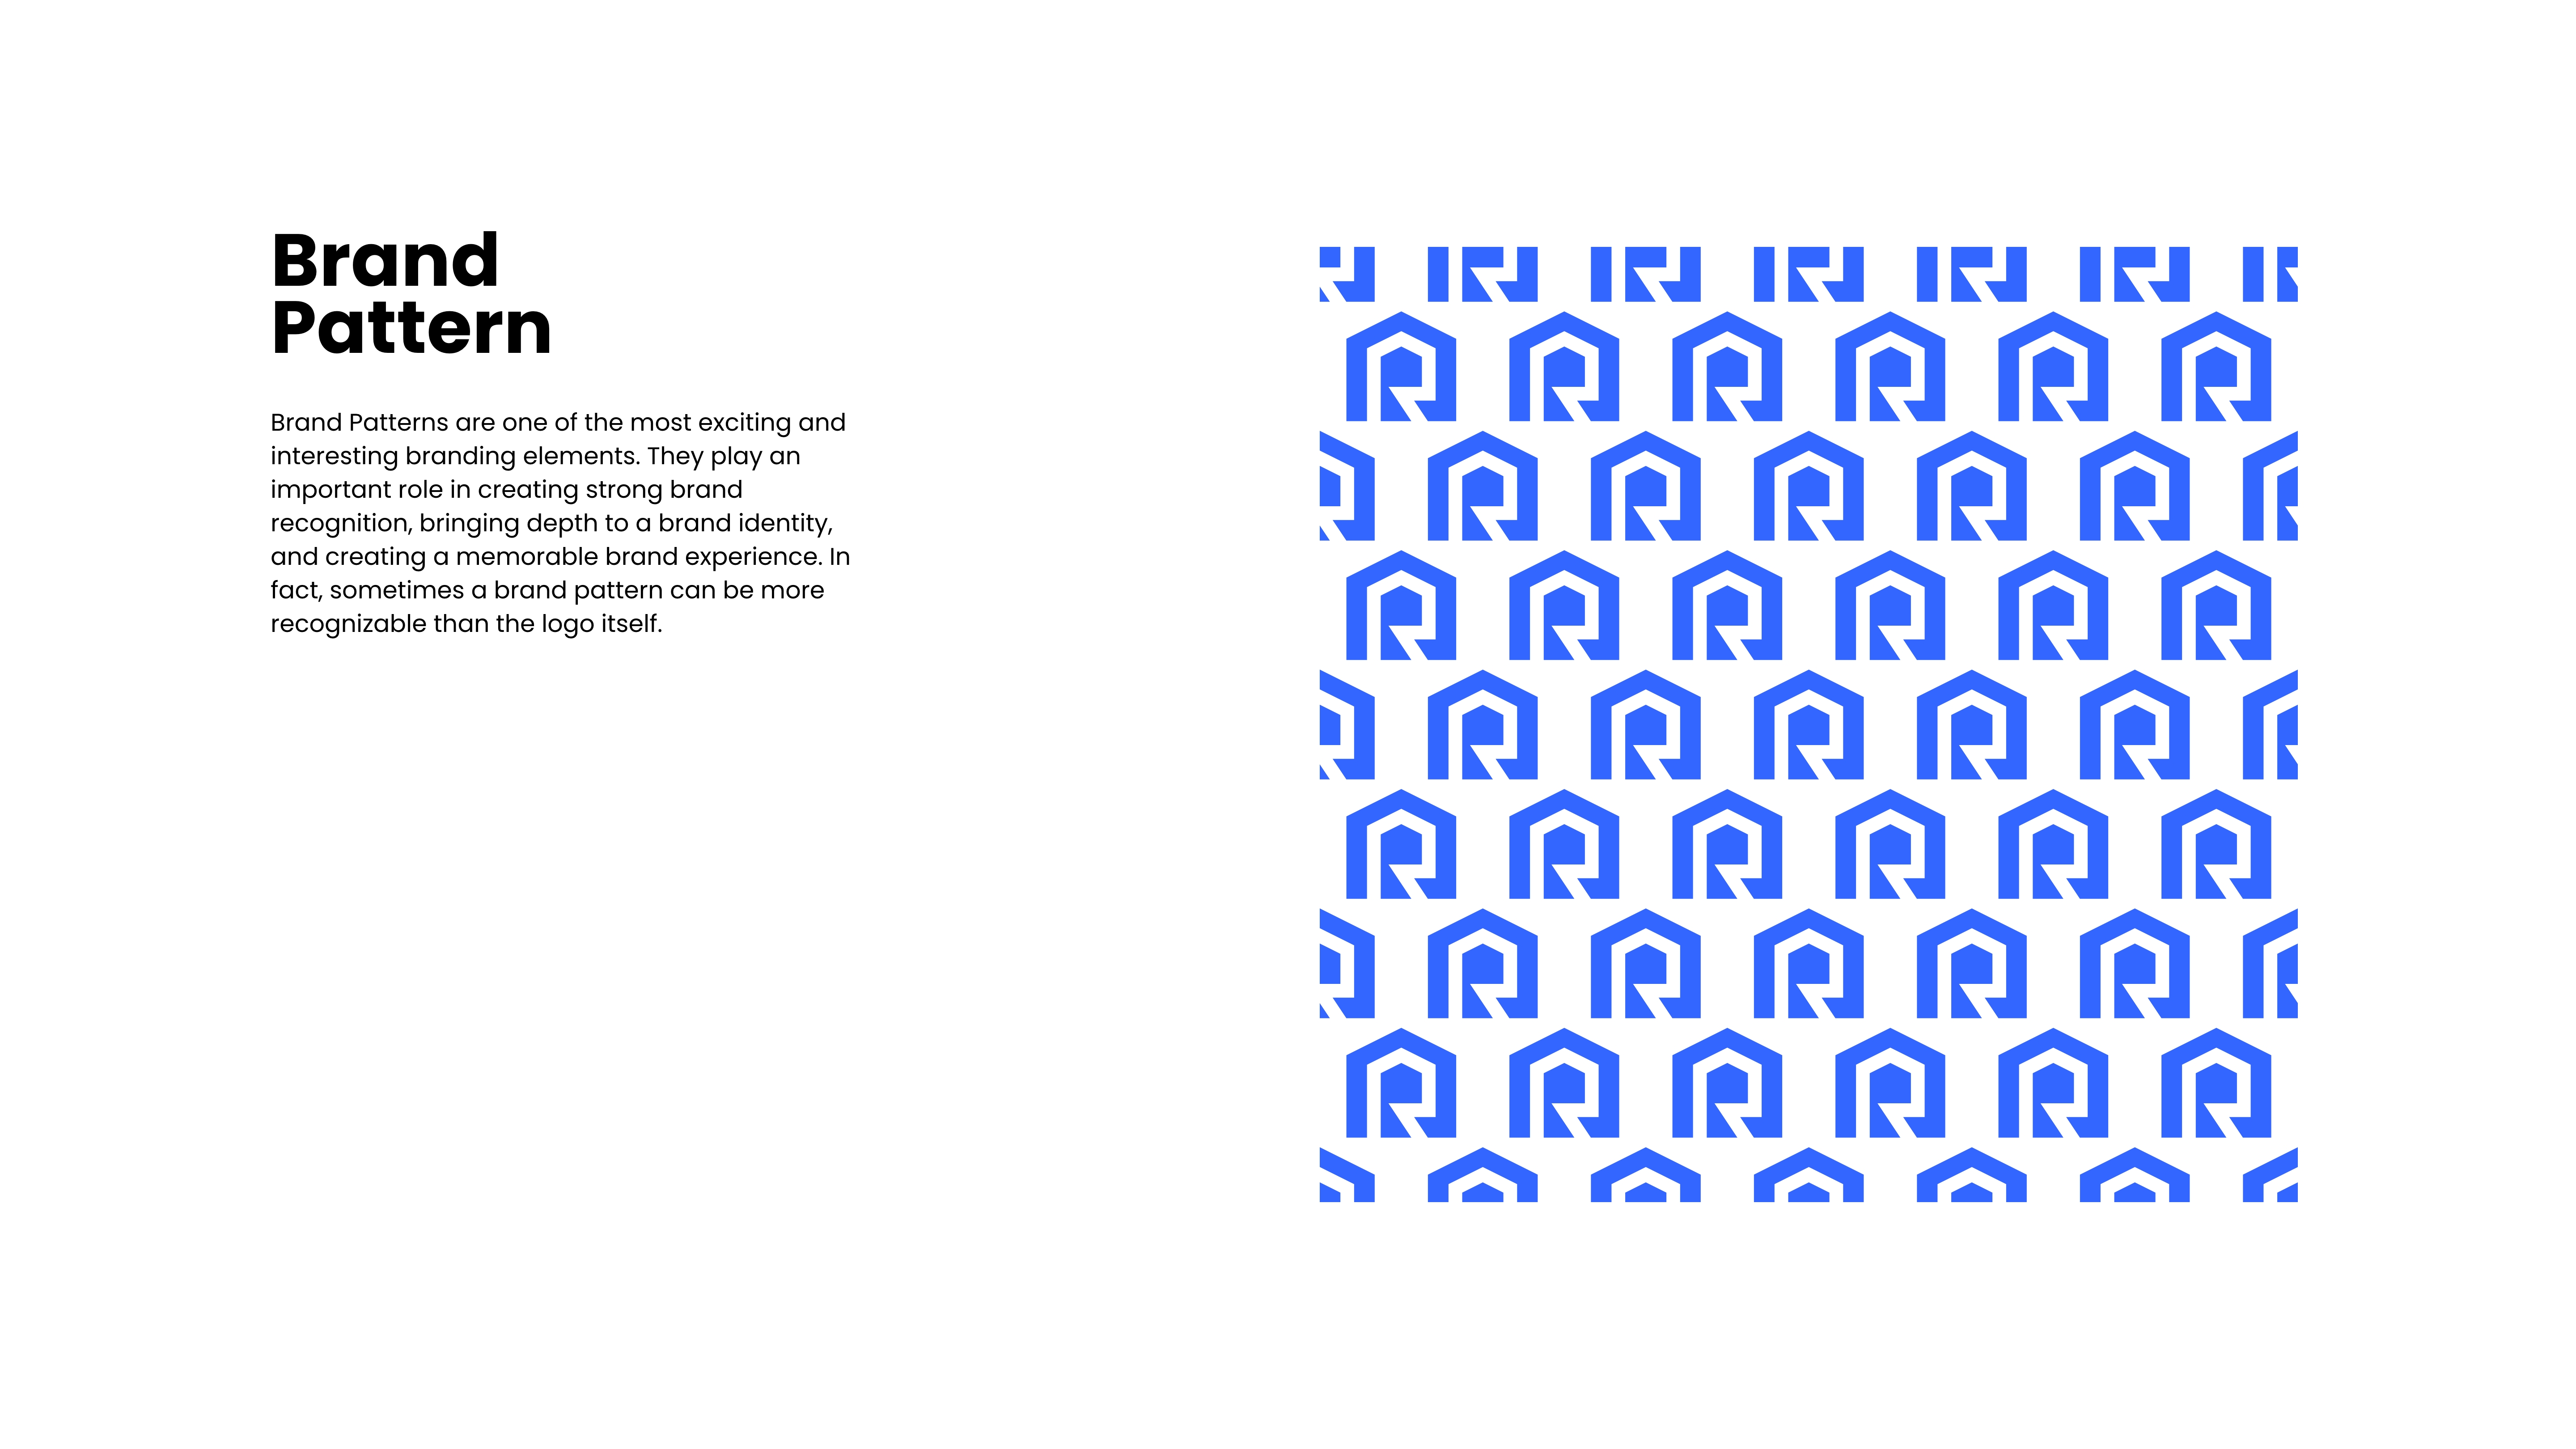 Brand
Pattern
Brand Patterns are one of the most exciting and
interesting branding elements. They play an
important role in creating strong brand
recognition, bringing depth to a brand identity,
and creating a memorable brand experience. In
fact, sometimes a brand pattern can be more
recognizable than the logo itself.